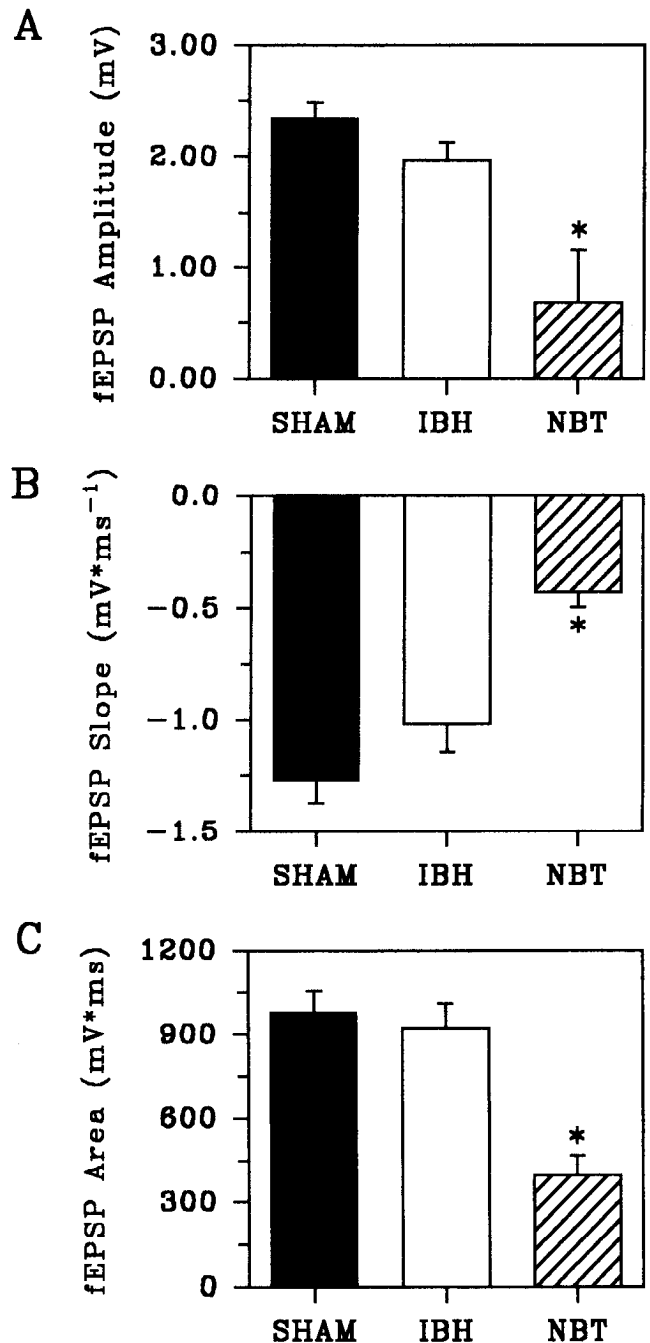 A
fEPSP Amplitude (mV)
3.00
2.00
1.00
0.00
*
SHAM IBH NBT
B
fEPSP Slope (mV*ms⁻¹)
0.0
−0.5
−1.0
−1.5
*
SHAM IBH NBT
C
fEPSP Area (mV*ms)
1200
900
600
300
0
*
SHAM IBH NBT